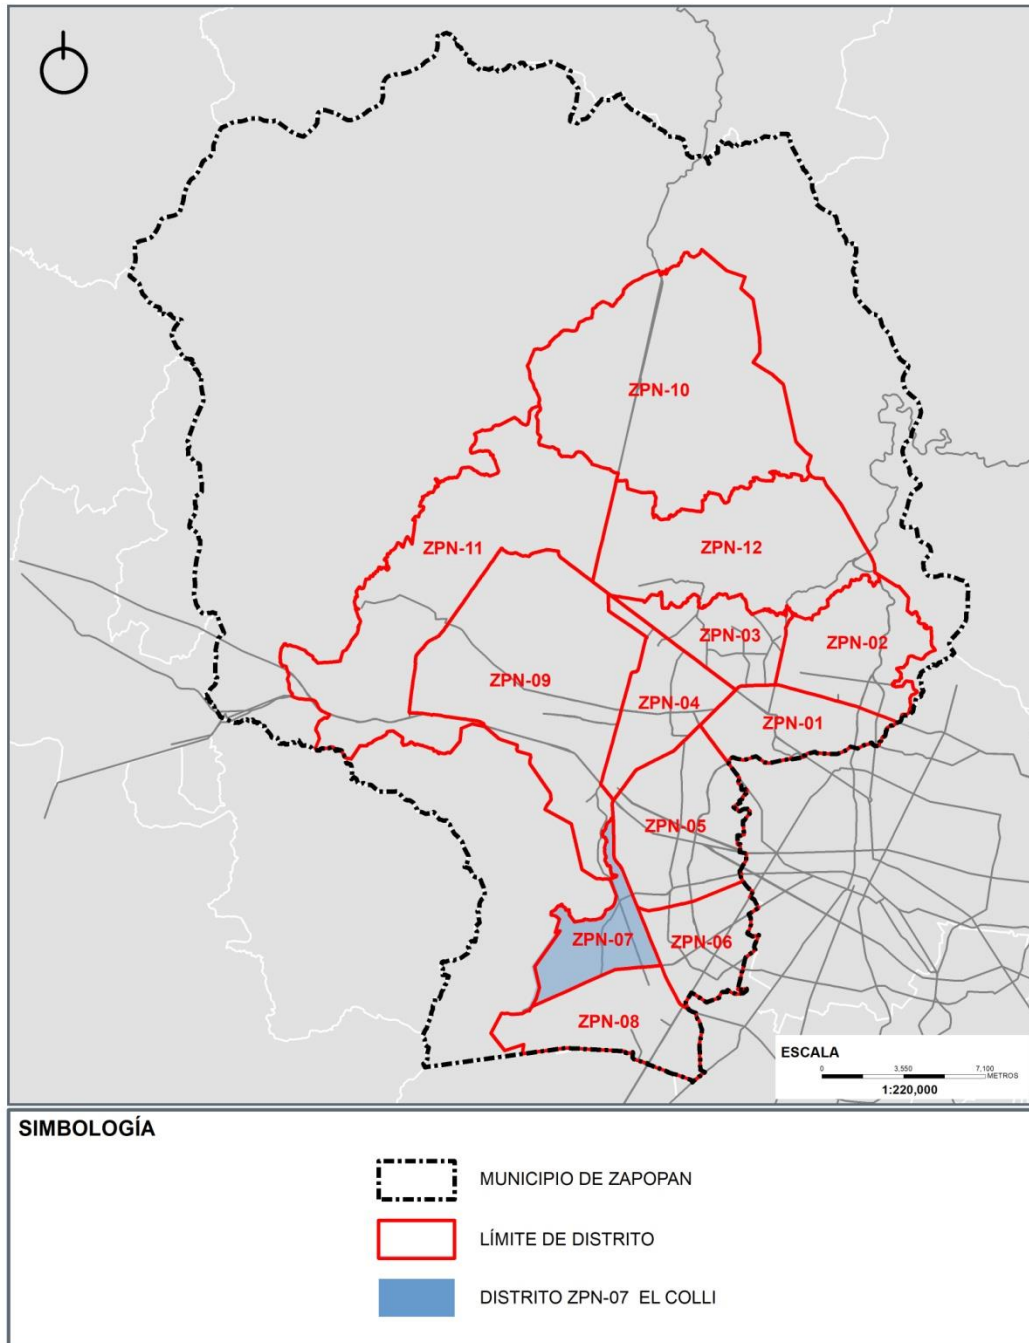 ZPN-10
ZPN-11
ZPN-12
ZPN-03
ZPN-02
ZPN-09
ZPN-04
ZPN-01
ZPN-05
ZPN-07
ZPN-06
ZPN-08
ESCALA
0 3,550 7,100
METROS
1:220,000
SIMBOLOGÍA
MUNICIPIO DE ZAPOPAN
LÍMITE DE DISTRITO
DISTRITO ZPN-07 EL COLLI